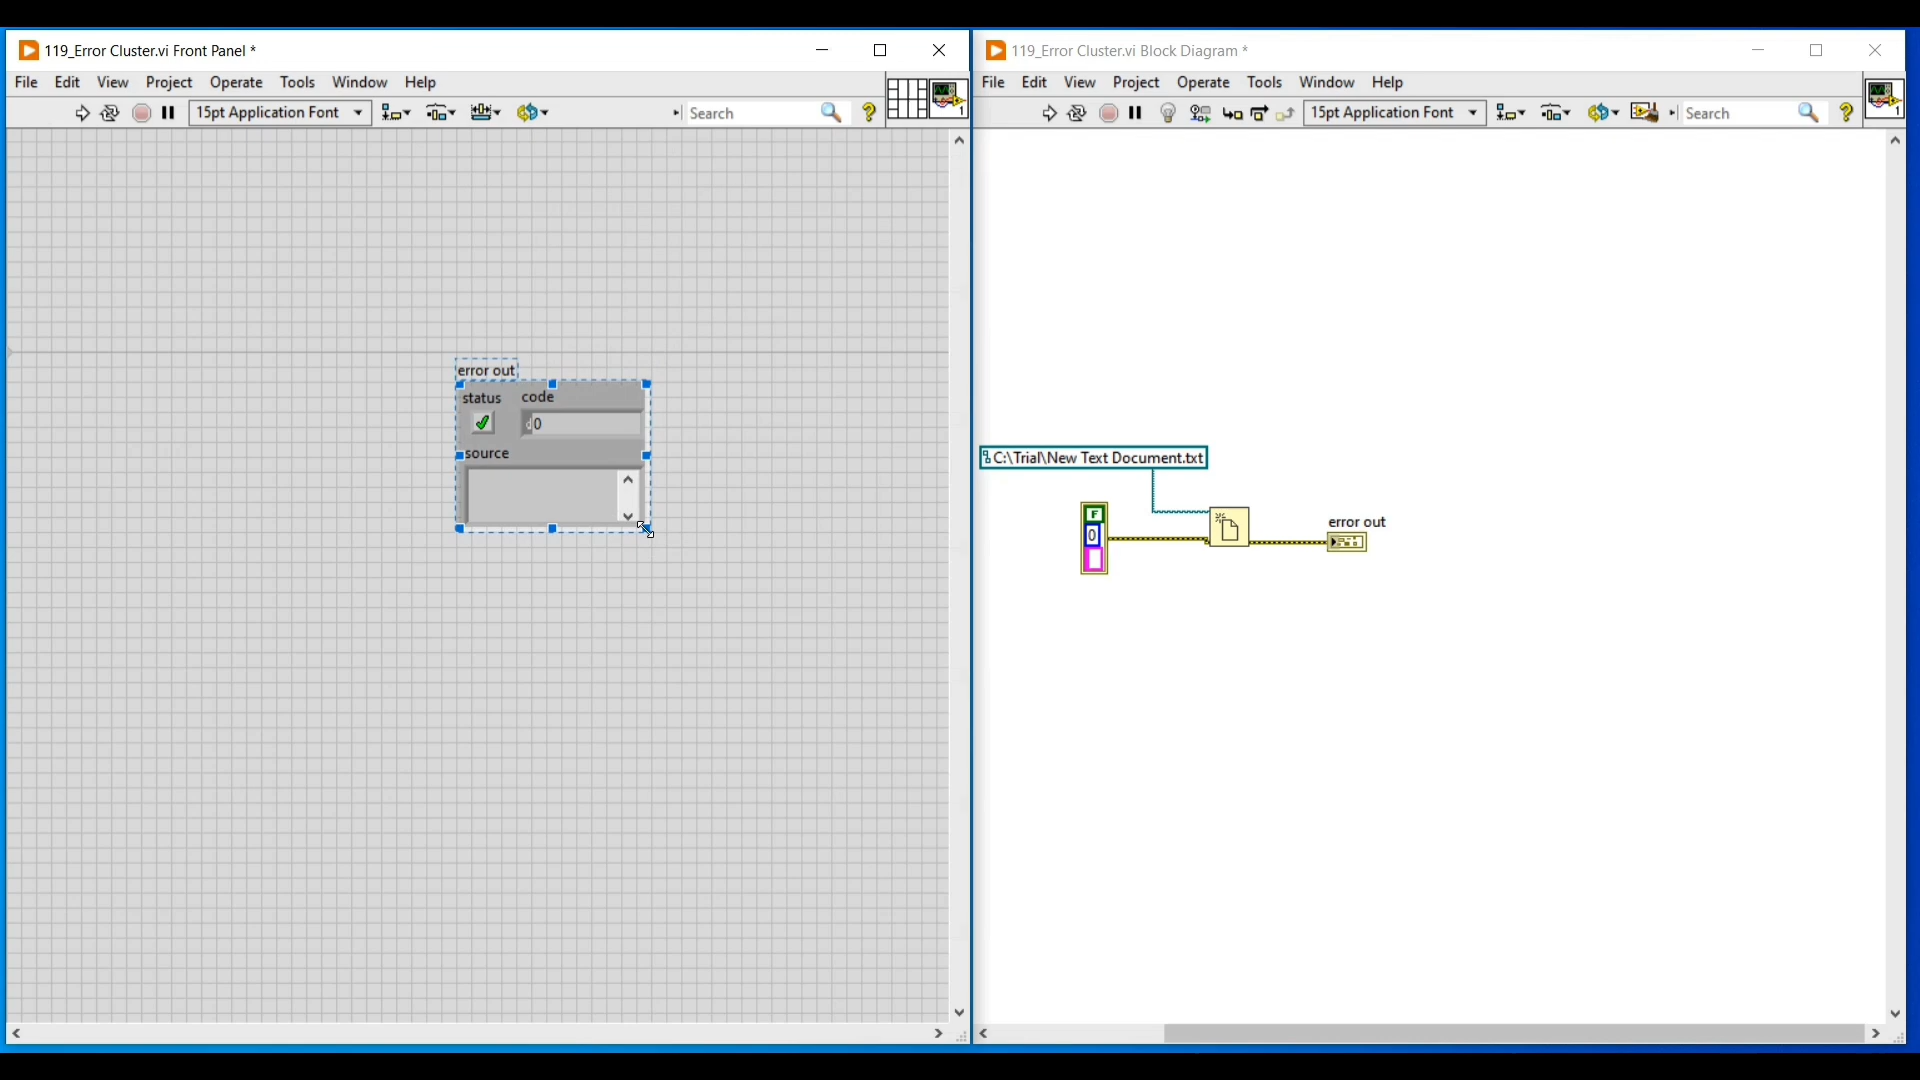 119_Error Cluster.vi Front Panel *
File Edit View Project Operate Tools Window Help
15pt Application Font
Search
1
error out
status code
d 0
source
119_Error Cluster.vi Block Diagram *
File Edit View Project Operate Tools Window Help
15pt Application Font
Search
1
C:\Trial\New Text Document.txt
F
0
error out